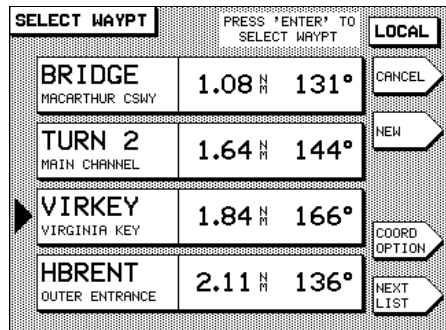 SELECT WAYPT
PRESS 'ENTER' TO
SELECT WAYPT
LOCAL
BRIDGE
MACARTHUR CSWY
1.08 NM 131°
CANCEL
TURN 2
MAIN CHANNEL
1.64 NM 144°
NEW
VIRKEY
VIRGINIA KEY
1.84 NM 166°
COORD
OPTION
HBRENT
OUTER ENTRANCE
2.11 NM 136°
NEXT
LIST